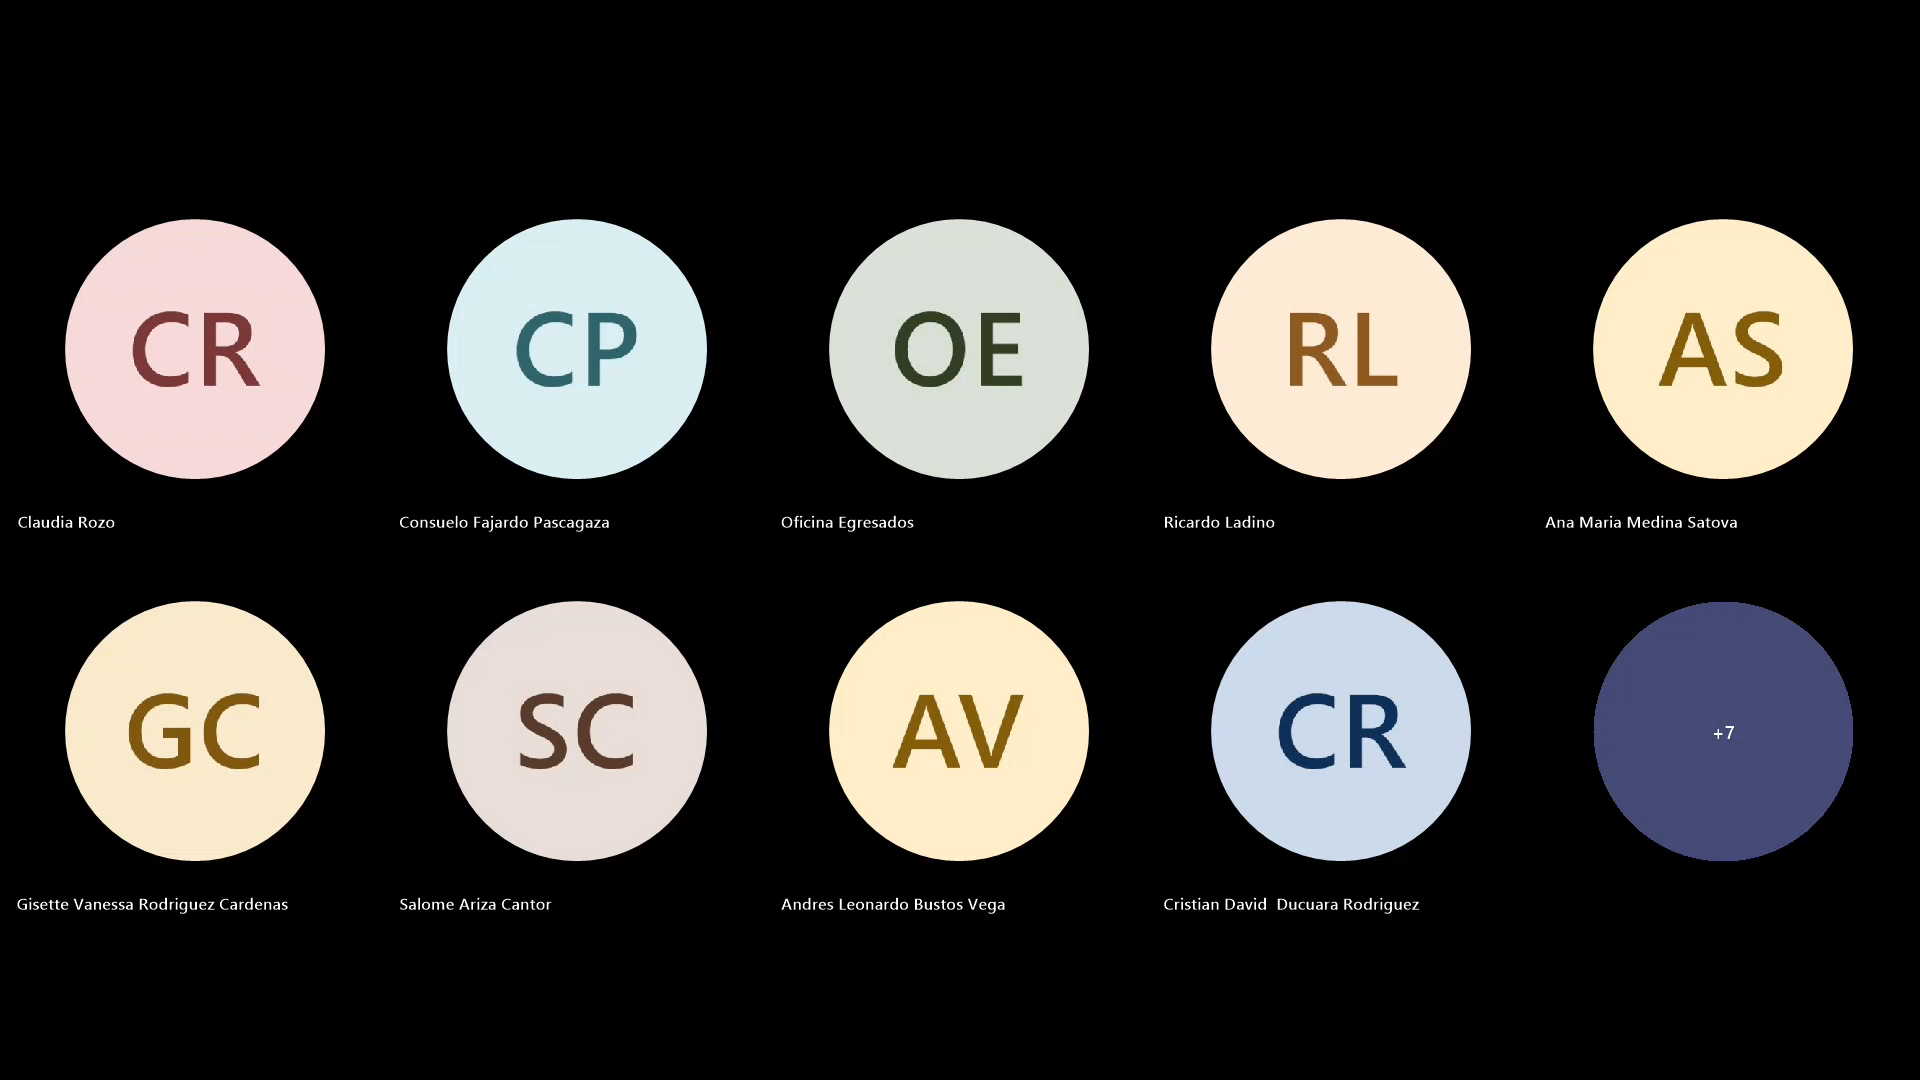 CR
CP
OE
RL
AS
Claudia Rozo
Consuelo Fajardo Pascagaza
Oficina Egresados
Ricardo Ladino
Ana Maria Medina Satova
GC
SC
AV
CR
+7
Gisette Vanessa Rodriguez Cardenas
Salome Ariza Cantor
Andres Leonardo Bustos Vega
Cristian David  Ducuara Rodriguez